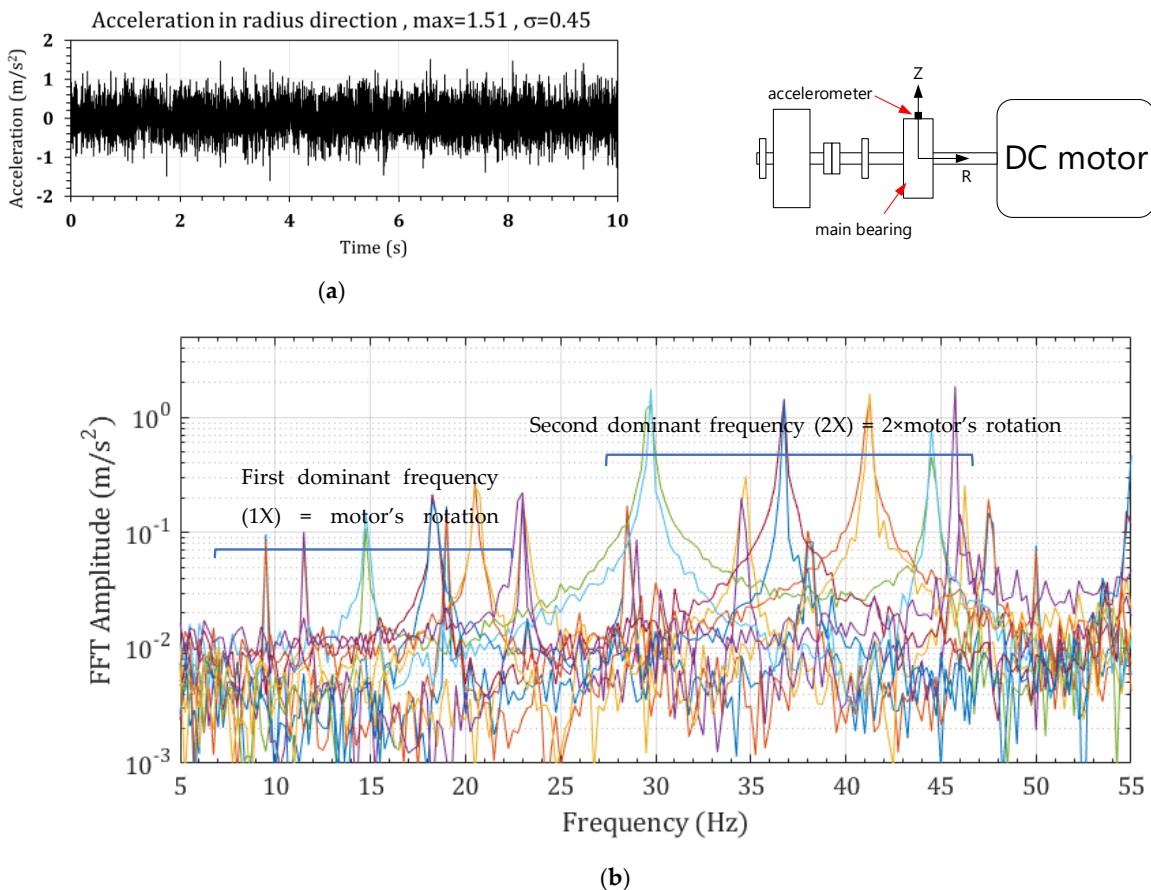 Acceleration in radius direction , max=1.51 , σ=0.45
Acceleration (m/s²)
2
1
0
-1
-2
0 2 4 6 8 10
Time (s)
(a)
Z
accelerometer
R
DC motor
main bearing
FFT Amplitude (m/s²)
10⁰
10⁻¹
10⁻²
10⁻³
Second dominant frequency (2X) = 2×motor's rotation
First dominant frequency
(1X) = motor's rotation
5 10 15 20 25 30 35 40 45 50 55
Frequency (Hz)
(b)